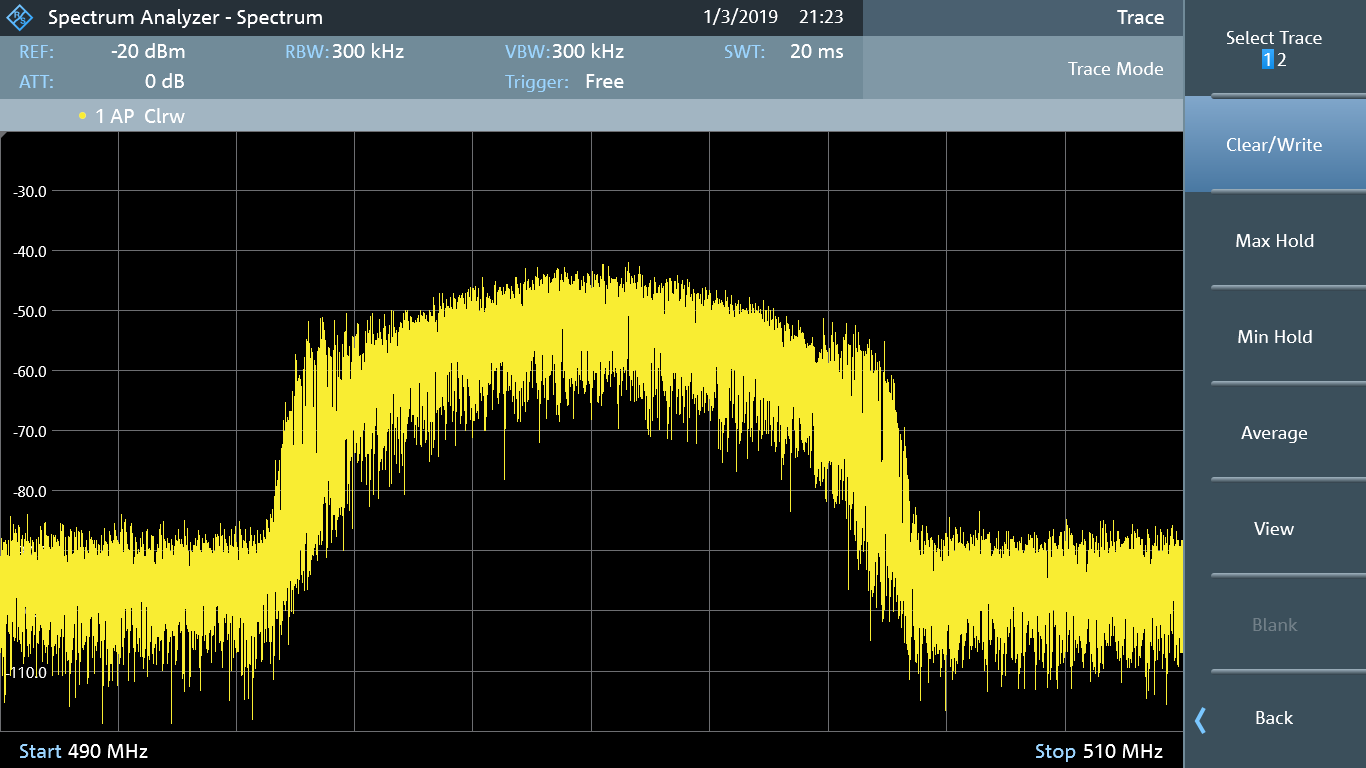 Spectrum Analyzer - Spectrum 1/3/2019 21:23 Trace
REF: -20 dBm RBW: 300 kHz VBW: 300 kHz SWT: 20 ms
ATT: 0 dB Trigger: Free
Trace Mode
1 AP Clrw
-30.0
-40.0
-50.0
-60.0
-70.0
-80.0
-110.0
Start 490 MHz Stop 510 MHz
Select Trace
1 2
Clear/Write
Max Hold
Min Hold
Average
View
Blank
Back